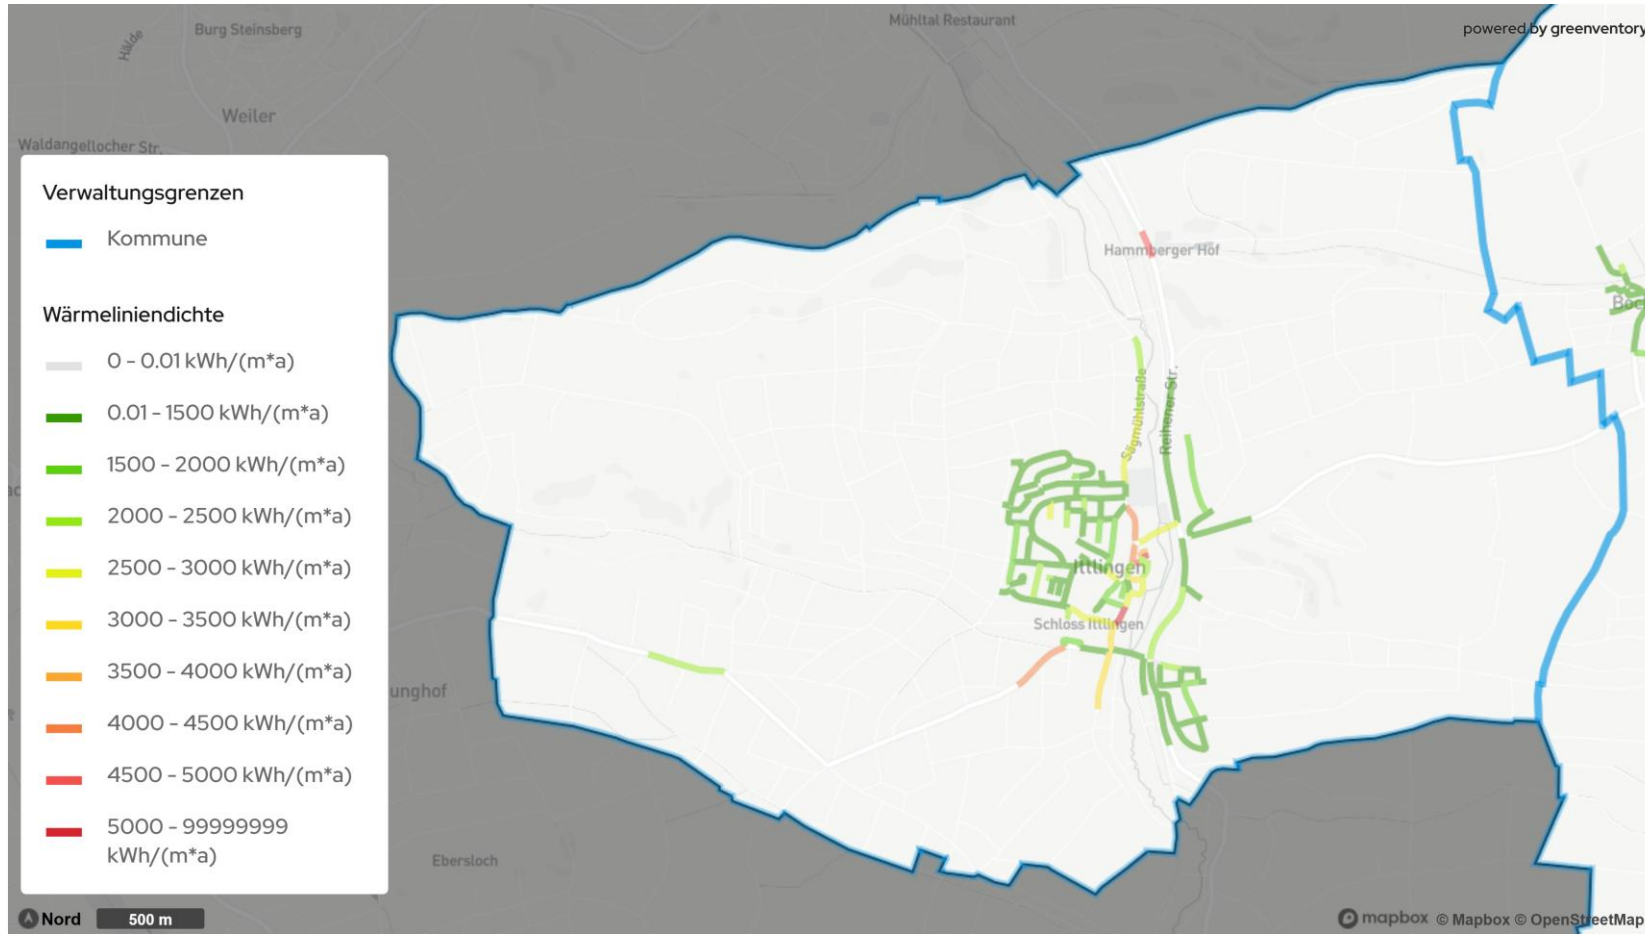 Burg Steinsberg
Mühltal Restaurant
powered by greenventory
Hälde
Weiler
Waldangellocher Str.
Verwaltungsgrenzen
Kommune
Hammberger Höf
Wärmeliniendichte
0 - 0.01 kWh/(m*a)
0.01 - 1500 kWh/(m*a)
1500 - 2000 kWh/(m*a)
2000 - 2500 kWh/(m*a)
2500 - 3000 kWh/(m*a)
3000 - 3500 kWh/(m*a)
3500 - 4000 kWh/(m*a)
4000 - 4500 kWh/(m*a)
4500 - 5000 kWh/(m*a)
5000 - 99999999
kWh/(m*a)
Sägmühlstraße
Reihener Str.
Ittlingen
Schloss Ittlingen
unghof
Ebersloch
Nord
500 m
mapbox © Mapbox © OpenStreetMap